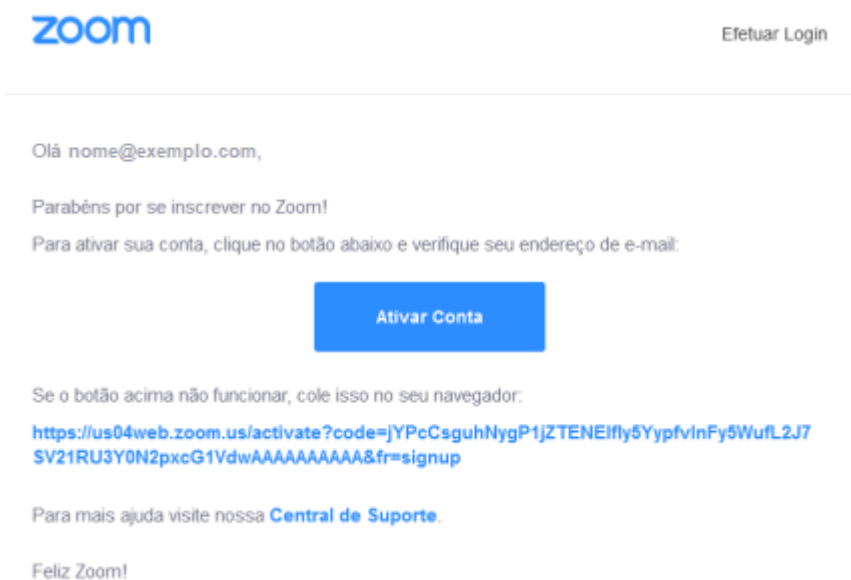 zoom
Efetuar Login
Olá nome@exemplo.com,
Parabéns por se inscrever no Zoom!
Para ativar sua conta, clique no botão abaixo e verifique seu endereço de e-mail:
Ativar Conta
Se o botão acima não funcionar, cole isso no seu navegador:
https://us04web.zoom.us/activate?code=jYPcCsguhNygP1jZTENEIfly5YypfvlnFy5WufL2J7
SV21RU3Y0N2pxcG1VdwAAAAAAAAAA&fr=signup
Para mais ajuda visite nossa Central de Suporte.
Feliz Zoom!